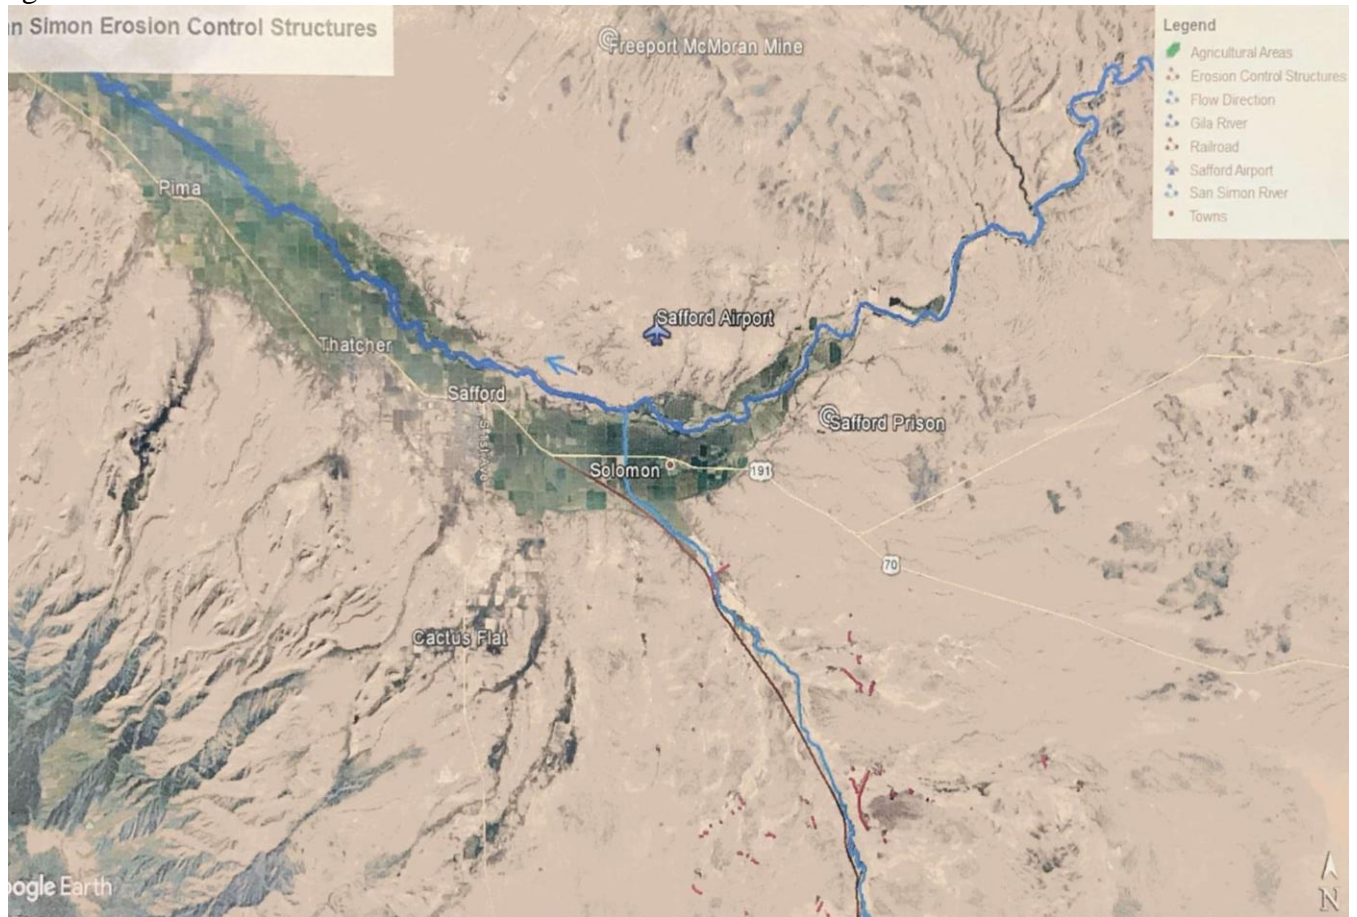 n Simon Erosion Control Structures
Freeport McMoran Mine
Legend
Agricultural Areas
Erosion Control Structures
Flow Direction
Gila River
Railroad
Safford Airport
San Simon River
Towns
Pima
Safford Airport
Thatcher
Safford
Safford Prison
Solomon
191
70
Cactus Flat
oogle Earth
N